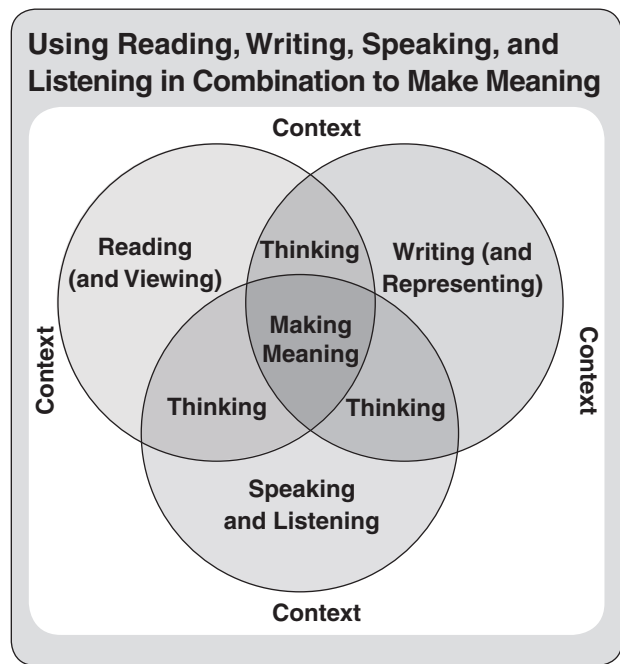 Using Reading, Writing, Speaking, and
Listening in Combination to Make Meaning
Context
Reading
(and Viewing)
Thinking
Writing (and
Representing)
Making
Meaning
Context
Context
Thinking
Thinking
Speaking
and Listening
Context